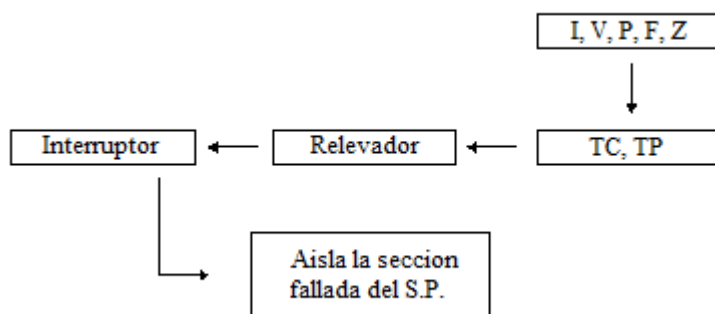 I, V, P, F, Z
Interruptor
Relevador
TC, TP
Aisla la seccion
fallada del S.P.